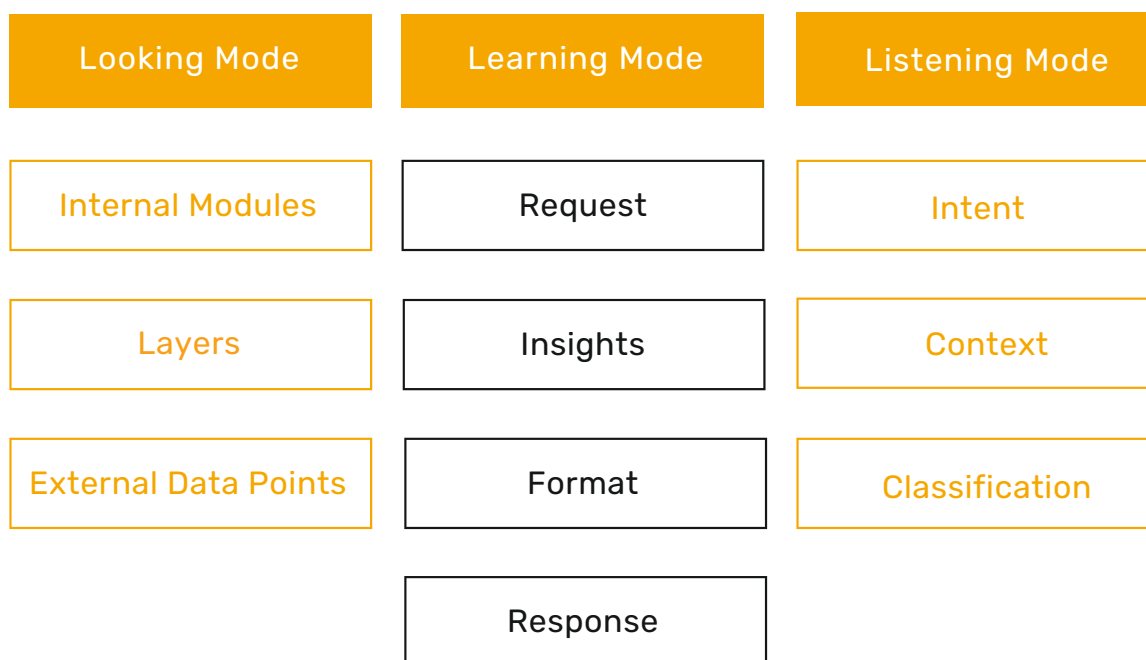 Looking Mode
Learning Mode
Listening Mode
Internal Modules
Request
Intent
Layers
Insights
Context
External Data Points
Format
Classification
Response